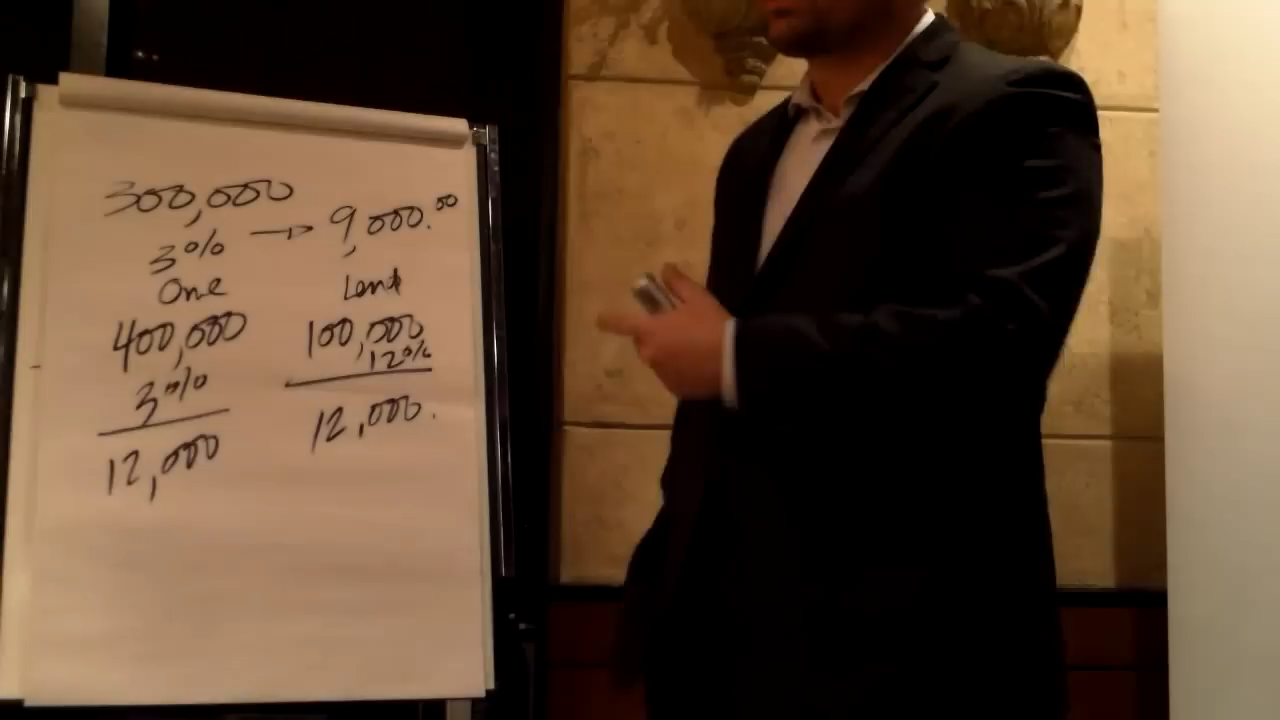 300,000
3% → 9,000.00
One Lend
400,000 100,000
3% 12%
12,000 12,000.